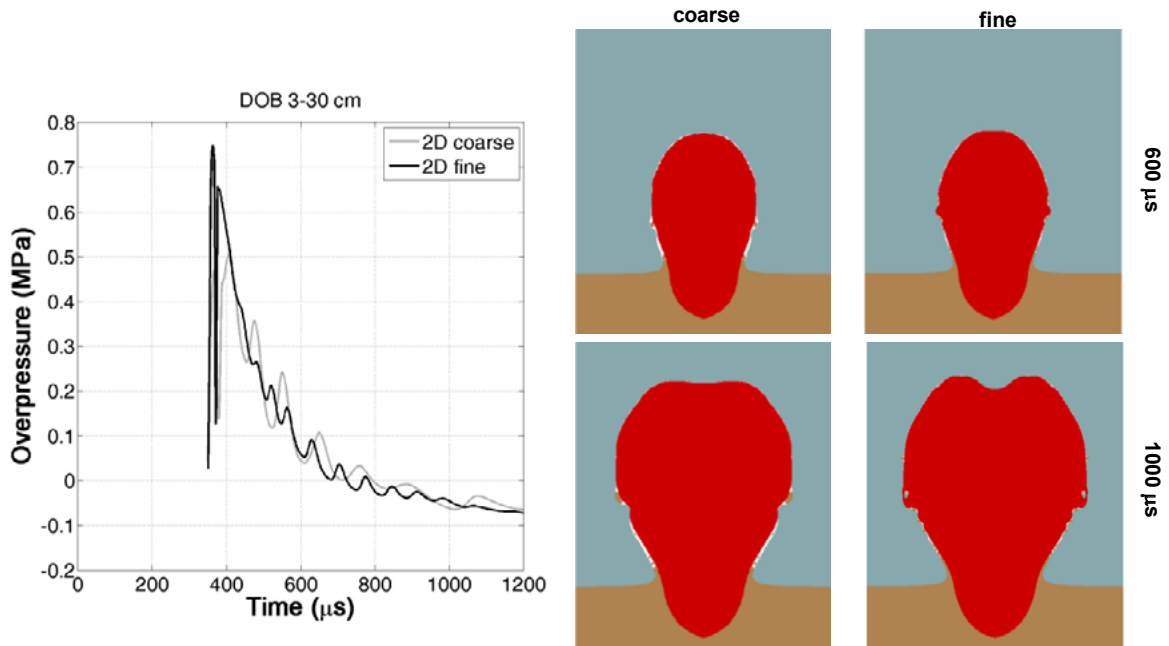 coarse
fine
DOB 3-30 cm
2D coarse
2D fine
0.8
0.7
0.6
0.5
0.4
0.3
0.2
0.1
0
-0.1
-0.2
Overpressure (MPa)
0
200
400
600
800
1000
1200
Time (μs)
600 μs
1000 μs